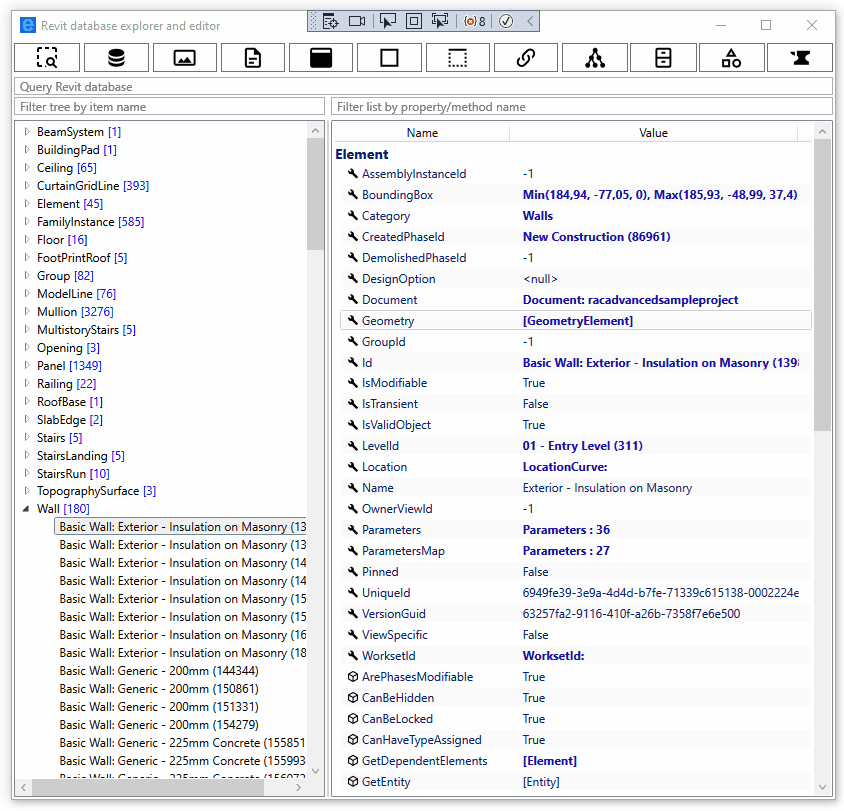 Revit database explorer and editor
8
Query Revit database
Filter tree by item name
Filter list by property/method name
BeamSystem [1]
BuildingPad [1]
Ceiling [65]
CurtainGridLine [393]
Element [45]
FamilyInstance [585]
Floor [16]
FootPrintRoof [5]
Group [82]
ModelLine [76]
Mullion [3276]
MultistoryStairs [5]
Opening [3]
Panel [1349]
Railing [22]
RoofBase [1]
SlabEdge [2]
Stairs [5]
StairsLanding [5]
StairsRun [10]
TopographySurface [3]
Wall [180]
Basic Wall: Exterior - Insulation on Masonry (13
Basic Wall: Exterior - Insulation on Masonry (13
Basic Wall: Exterior - Insulation on Masonry (14
Basic Wall: Exterior - Insulation on Masonry (14
Basic Wall: Exterior - Insulation on Masonry (15
Basic Wall: Exterior - Insulation on Masonry (15
Basic Wall: Exterior - Insulation on Masonry (16
Basic Wall: Exterior - Insulation on Masonry (18
Basic Wall: Generic - 200mm (144344)
Basic Wall: Generic - 200mm (150861)
Basic Wall: Generic - 200mm (151331)
Basic Wall: Generic - 200mm (154279)
Basic Wall: Generic - 225mm Concrete (155851
Basic Wall: Generic - 225mm Concrete (155993
Basic Wall: Generic - 225mm Concrete (156072
Name Value
Element
AssemblyInstanceId -1
BoundingBox Min(184,94, -77,05, 0), Max(185,93, -48,99, 37,4)
Category Walls
CreatedPhaseId New Construction (86961)
DemolishedPhaseId -1
DesignOption <null>
Document Document: racadvancedsampleproject
Geometry [GeometryElement]
GroupId -1
Id Basic Wall: Exterior - Insulation on Masonry (139
IsModifiable True
IsTransient False
IsValidObject True
LevelId 01 - Entry Level (311)
Location LocationCurve:
Name Exterior - Insulation on Masonry
OwnerViewId -1
Parameters Parameters : 36
ParametersMap Parameters : 27
Pinned False
UniqueId 6949fe39-3e9a-4d4d-b7fe-71339c615138-0002224e
VersionGuid 63257fa2-9116-410f-a26b-7358f7e6e500
ViewSpecific False
WorksetId WorksetId:
ArePhasesModifiable True
CanBeHidden True
CanBeLocked True
CanHaveTypeAssigned True
GetDependentElements [Element]
GetEntity [Entity]